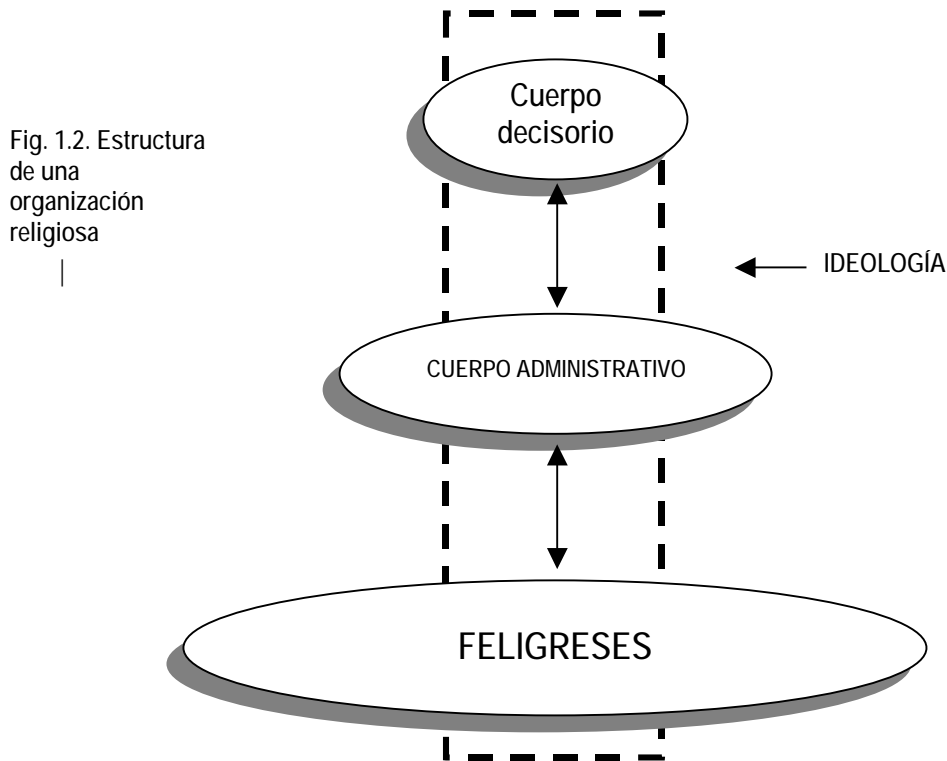 Fig. 1.2. Estructura
de una
organización
religiosa
Cuerpo
decisorio
IDEOLOGÍA
CUERPO ADMINISTRATIVO
FELIGRESES